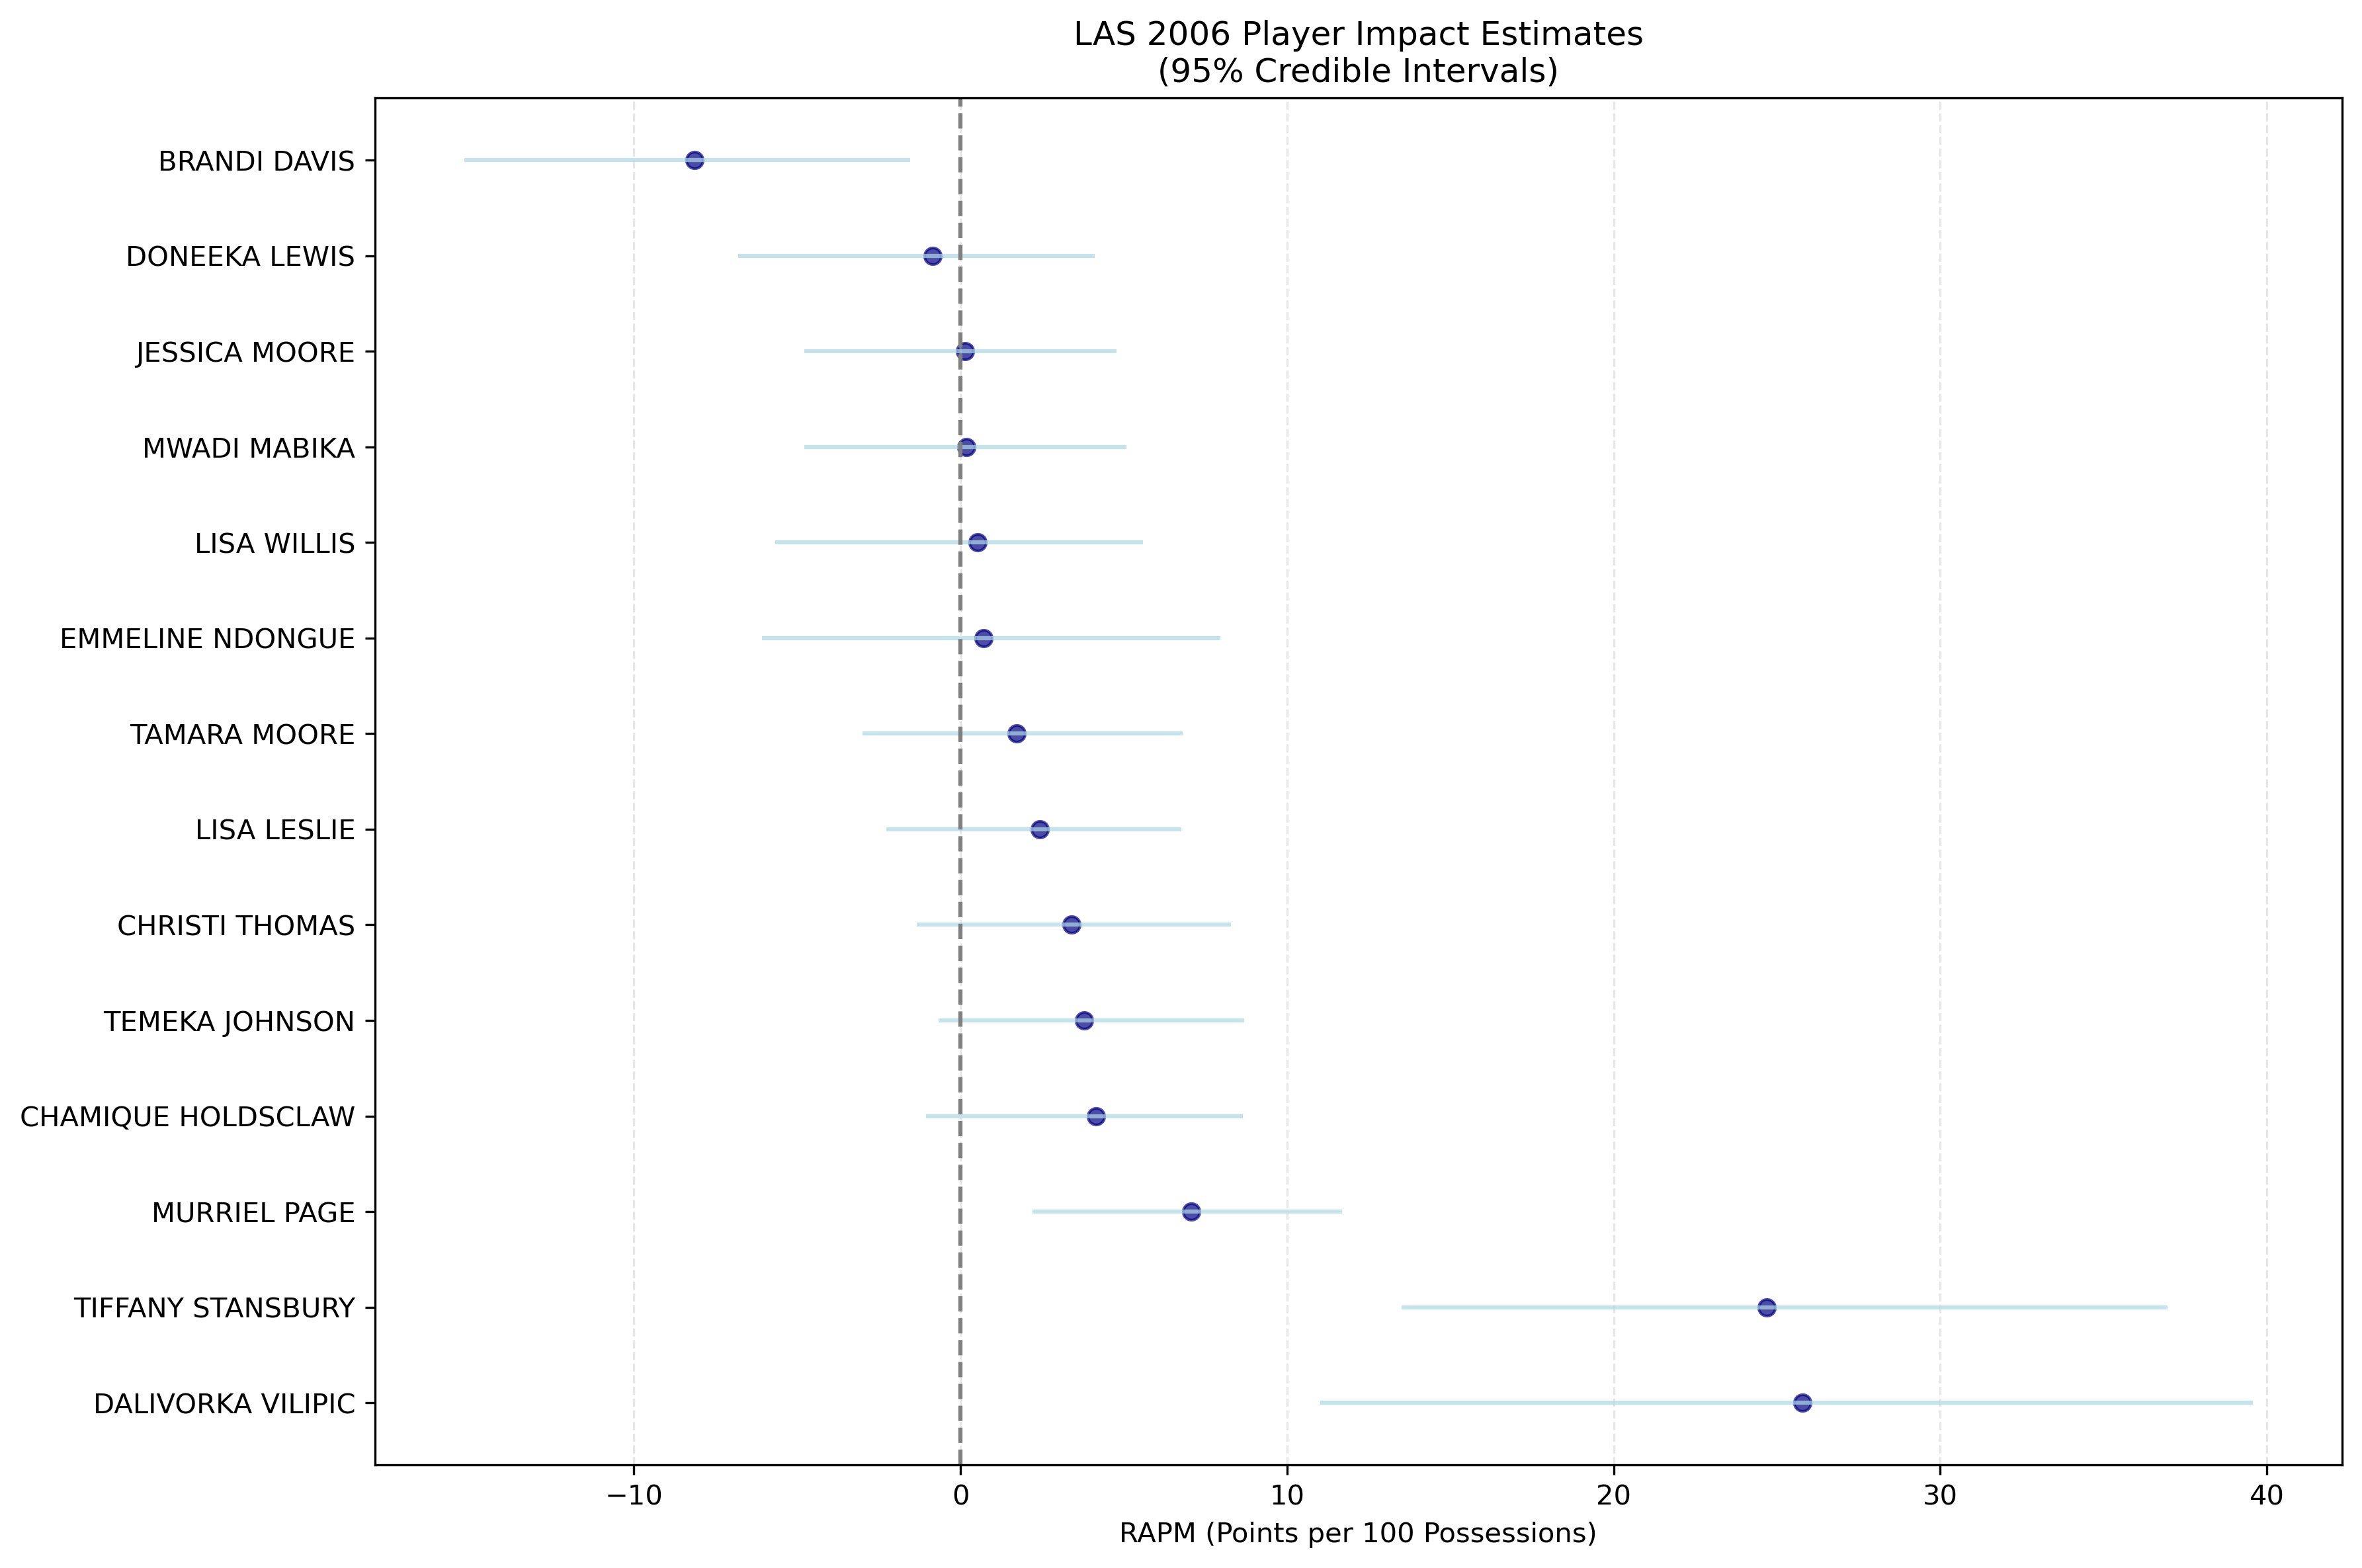 LAS 2006 Player Impact Estimates
(95% Credible Intervals)
BRANDI DAVIS
DONEEKA LEWIS
JESSICA MOORE
MWADI MABIKA
LISA WILLIS
EMMELINE NDONGUE
TAMARA MOORE
LISA LESLIE
CHRISTI THOMAS
TEMEKA JOHNSON
CHAMIQUE HOLDSCLAW
MURRIEL PAGE
TIFFANY STANSBURY
DALIVORKA VILIPIC
−10 0 10 20 30 40
RAPM (Points per 100 Possessions)